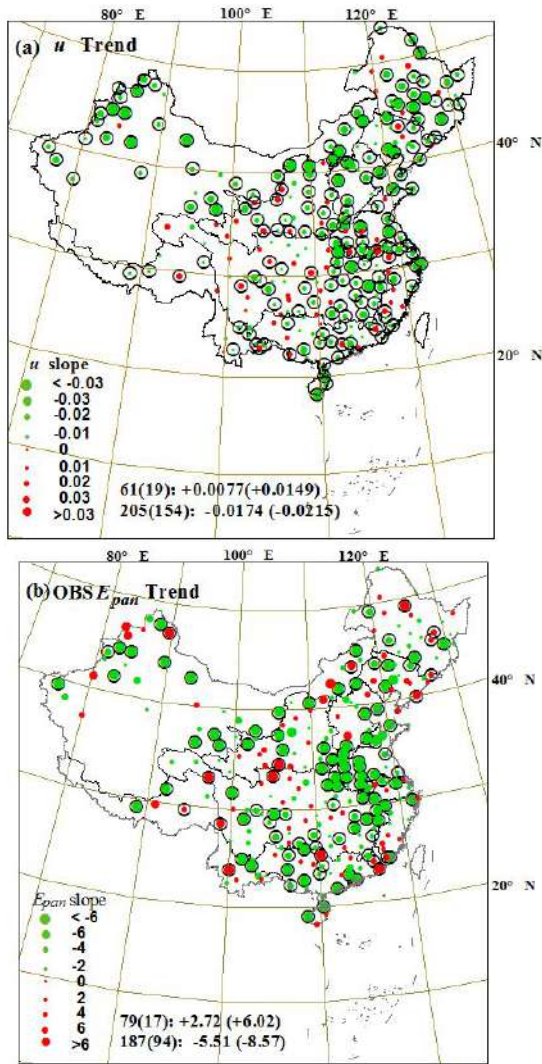 80° E 100° E 120° E
(a) u Trend
40° N
20° N
u slope
< -0.03
-0.03
-0.02
-0.01
0
0.01
0.02
0.03
>0.03
61(19): +0.0077(+0.0149)
205(154): -0.0174 (-0.0215)
80° E 100° E 120° E
(b) OBS Epan Trend
40° N
20° N
Epan slope
< -6
-6
-4
-2
0
2
4
6
>6
79(17): +2.72 (+6.02)
187(94): -5.51 (-8.57)